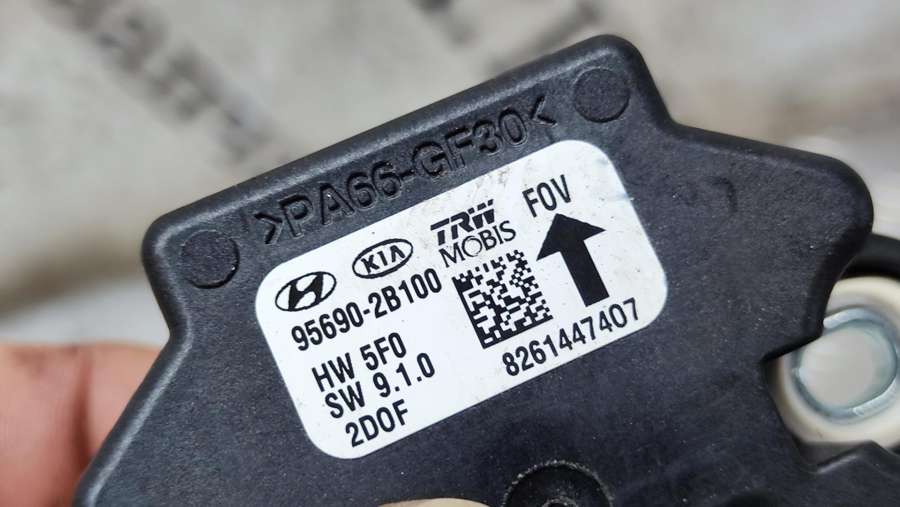 >PA66-GF30<
KIA
TRW
MOBIS
FOV
95690-2B100
HW 5F0
SW 9.1.0
2DOF
8261447407